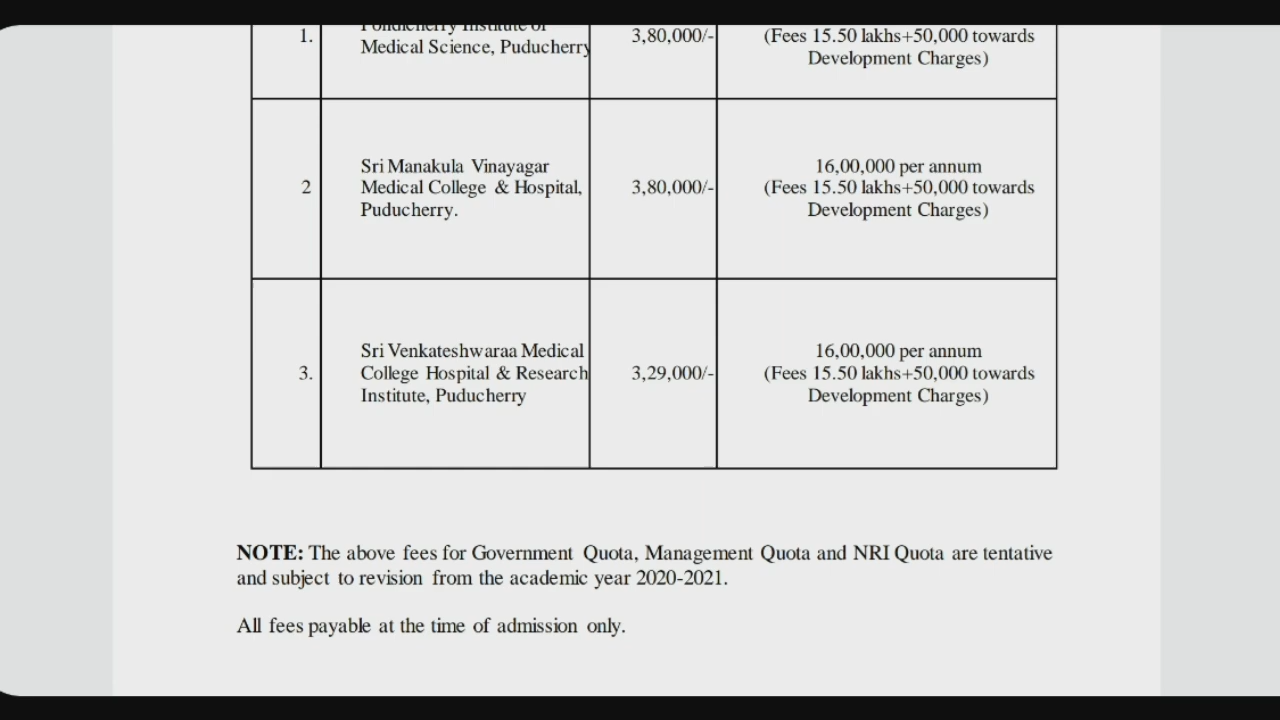 Pondicherry Institute of
1.
Medical Science, Puducherry
3,80,000/-
(Fees 15.50 lakhs+50,000 towards
Development Charges)
2
Sri Manakula Vinayagar
Medical College & Hospital,
Puducherry.
3,80,000/-
16,00,000 per annum
(Fees 15.50 lakhs+50,000 towards
Development Charges)
3.
Sri Venkateshwaraa Medical
College Hospital & Research
Institute, Puducherry
3,29,000/-
16,00,000 per annum
(Fees 15.50 lakhs+50,000 towards
Development Charges)
NOTE: The above fees for Government Quota, Management Quota and NRI Quota are tentative
and subject to revision from the academic year 2020-2021.
All fees payable at the time of admission only.